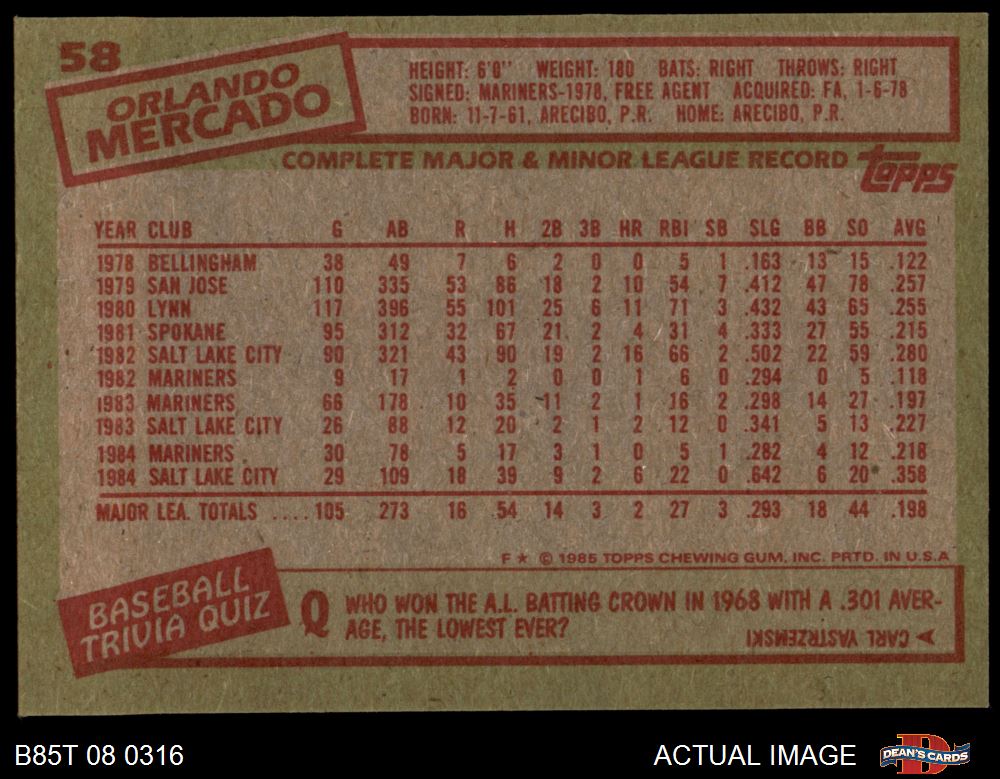 58
ORLANDO
MERCADO
HEIGHT: 6'0" WEIGHT: 180 BATS: RIGHT THROWS: RIGHT
SIGNED: MARINERS-1978, FREE AGENT ACQUIRED: FA, 1-6-78
BORN: 11-7-61, ARECIBO, P.R. HOME: ARECIBO, P.R.
COMPLETE MAJOR & MINOR LEAGUE RECORD topps
YEAR CLUB G AB R H 2B 3B HR RBI SB SLG BB SO AVG
1978 BELLINGHAM 38 49 7 6 2 0 0 5 1 .163 13 15 .122
1979 SAN JOSE 110 335 53 86 18 2 10 54 7 .412 47 78 .257
1980 LYNN 117 396 55 101 25 6 11 71 3 .432 43 65 .255
1981 SPOKANE 95 312 32 67 21 2 4 31 4 .333 27 55 .215
1982 SALT LAKE CITY 90 321 43 90 19 2 16 66 2 .502 22 59 .280
1982 MARINERS 9 17 1 2 0 0 1 6 0 .294 0 5 .118
1983 MARINERS 66 178 10 35 11 2 1 16 2 .298 14 27 .197
1983 SALT LAKE CITY 26 88 12 20 2 1 2 12 0 .341 5 13 .227
1984 MARINERS 30 78 5 17 3 1 0 5 1 .282 4 12 .218
1984 SALT LAKE CITY 29 109 18 39 9 2 6 22 0 .642 6 20 .358
MAJOR LEA. TOTALS .... 105 273 16 54 14 3 2 27 3 .293 18 44 .198
F ★ © 1985 TOPPS CHEWING GUM, INC. PRTD. IN U.S.A
BASEBALL
TRIVIA QUIZ
Q WHO WON THE A.L. BATTING CROWN IN 1968 WITH A .301 AVER-
AGE, THE LOWEST EVER?
CARL YASTRZEMSKI
B85T 08 0316
ACTUAL IMAGE
D
DEAN'S CARDS